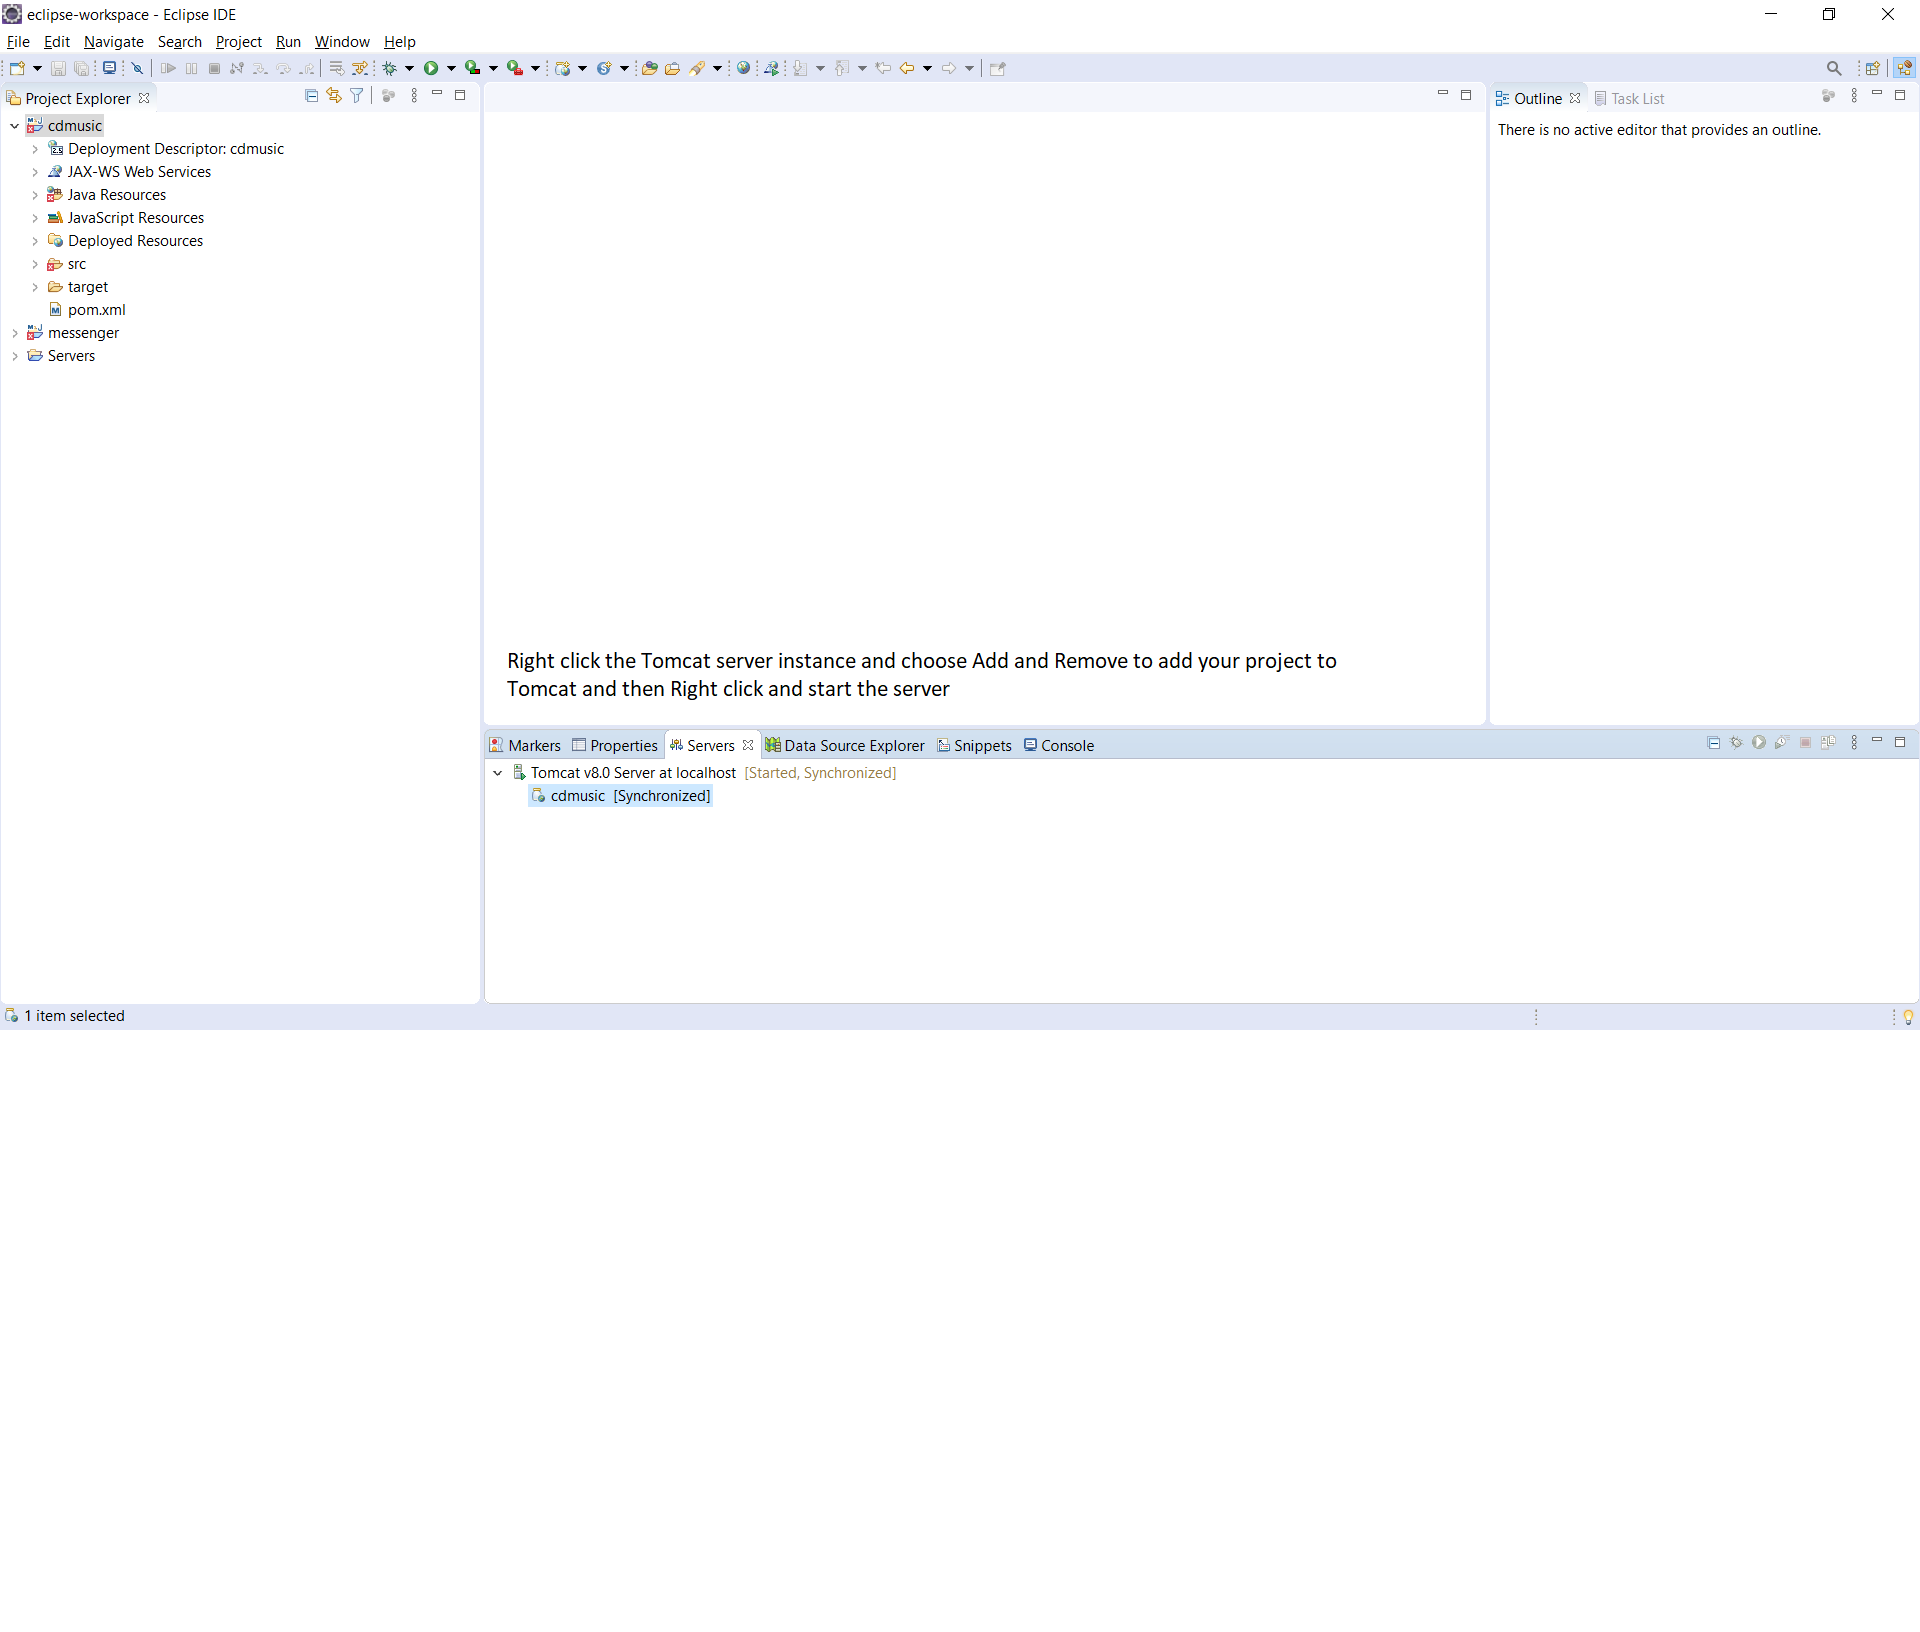 eclipse-workspace - Eclipse IDE
File Edit Navigate Search Project Run Window Help
Project Explorer
cdmusic
Deployment Descriptor: cdmusic
JAX-WS Web Services
Java Resources
JavaScript Resources
Deployed Resources
src
target
pom.xml
messenger
Servers
Right click the Tomcat server instance and choose Add and Remove to add your project to
Tomcat and then Right click and start the server
Outline Task List
There is no active editor that provides an outline.
Markers Properties Servers Data Source Explorer Snippets Console
Tomcat v8.0 Server at localhost [Started, Synchronized]
cdmusic [Synchronized]
1 item selected